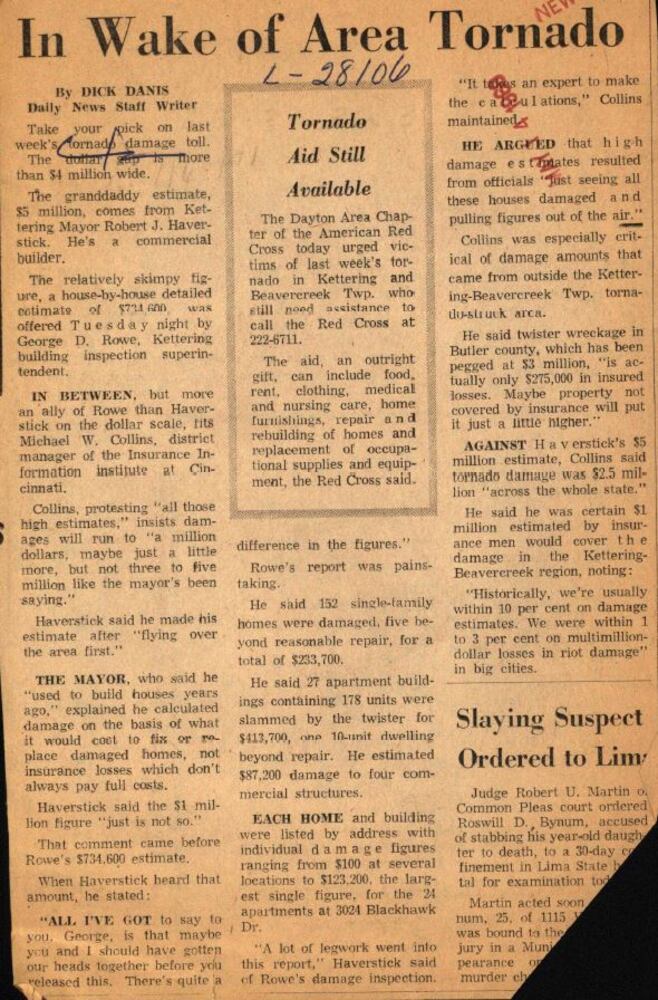 In Wake of Area Tornado
L-28106
By DICK DANIS
Daily News Staff Writer
Take your pick on last
week's tornado damage toll.
The dollar gap is more
than $4 million wide.
The granddaddy estimate,
$5 million, comes from Ket-
tering Mayor Robert J. Haver-
stick. He's a commercial
builder.
The relatively skimpy fig-
ure, a house-by-house detailed
estimate of $734,600 was
offered Tuesday night by
George D. Rowe, Kettering
building inspection superin-
tendent.
IN BETWEEN, but more
an ally of Rowe than Haver-
stick on the dollar scale, fits
Michael W. Collins, district
manager of the Insurance In-
formation institute at Cin-
cinnati.
Collins, protesting "all those
high estimates," insists dam-
ages will run to "a million
dollars, maybe just a little
more, but not three to five
million like the mayor's been
saying."
Haverstick said he made his
estimate after "flying over
the area first."
THE MAYOR, who said he
"used to build houses years
ago," explained he calculated
damage on the basis of what
it would cost to fix or re-
place damaged homes, not
insurance losses which don't
always pay full costs.
Haverstick said the $1 mil-
lion figure "just is not so."
That comment came before
Rowe's $734,600 estimate.
When Haverstick heard that
amount, he stated:
"ALL I'VE GOT to say to
you, George, is that maybe
you and I should have gotten
our heads together before you
released this. There's quite a
Tornado
Aid Still
Available
The Dayton Area Chap-
ter of the American Red
Cross today urged vic-
tims of last week's tor-
nado in Kettering and
Beavercreek Twp. who
still need assistance to
call the Red Cross at
222-6711.
The aid, an outright
gift, can include food,
rent, clothing, medical
and nursing care, home
furnishings, repair and
rebuilding of homes and
replacement of occupa-
tional supplies and equip-
ment, the Red Cross said.
difference in the figures."
Rowe's report was pains-
taking.
He said 152 single-family
homes were damaged, five be-
yond reasonable repair, for a
total of $233,700.
He said 27 apartment build-
ings containing 178 units were
slammed by the twister for
$413,700, one 10-unit dwelling
beyond repair. He estimated
$87,200 damage to four com-
mercial structures.
EACH HOME and building
were listed by address with
individual damage figures
ranging from $100 at several
locations to $123,200, the larg-
est single figure, for the 24
apartments at 3024 Blackhawk
Dr.
"A lot of legwork went into
this report," Haverstick said
of Rowe's damage inspection.
"It takes an expert to make
the calculations," Collins
maintained.
HE ARGUED that high
damage estimates resulted
from officials "just seeing all
these houses damaged and
pulling figures out of the air."
Collins was especially crit-
ical of damage amounts that
came from outside the Ketter-
ing-Beavercreek Twp. torna-
do-struck area.
He said twister wreckage in
Butler county, which has been
pegged at $3 million, "is ac-
tually only $275,000 in insured
losses. Maybe property not
covered by insurance will put
it just a little higher."
AGAINST Haverstick's $5
million estimate, Collins said
tornado damage was $2.5 mil-
lion "across the whole state."
He said he was certain $1
million estimated by insur-
ance men would cover the
damage in the Kettering-
Beavercreek region, noting:
"Historically, we're usually
within 10 per cent on damage
estimates. We were within 1
to 3 per cent on multimillion-
dollar losses in riot damage"
in big cities.
Slaying Suspect
Ordered to Lima
Judge Robert U. Martin o
Common Pleas court ordered
Roswill D. Bynum, accused
of stabbing his year-old daugh-
ter to death, to a 30-day co
finement in Lima State h
tal for examination tod
Martin acted soon
num, 25, of 1115
was bound to the
jury in a Muni
pearance
murder ch